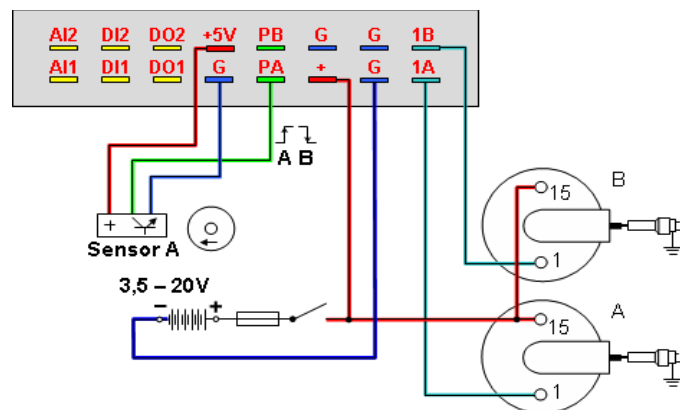 AI2 DI2 DO2 +5V PB G G 1B
AI1 DI1 DO1 G PA + G 1A
A B
+
Sensor A
3,5 – 20V
– +
B
15
1
A
15
1